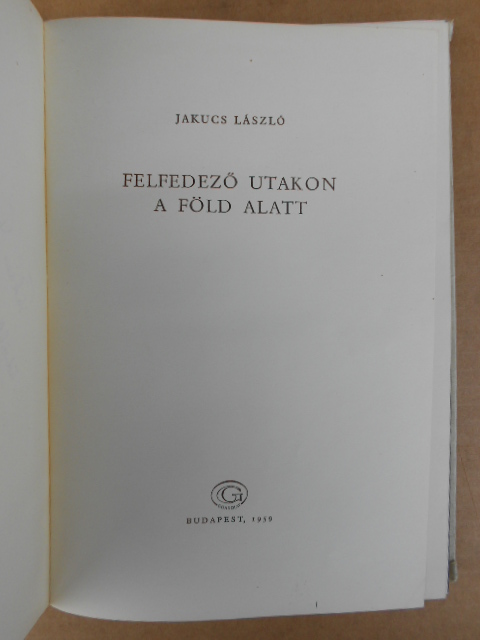 JAKUCS LÁSZLÓ
FELFEDEZŐ UTAKON
A FÖLD ALATT
G
BUDAPEST, 1959